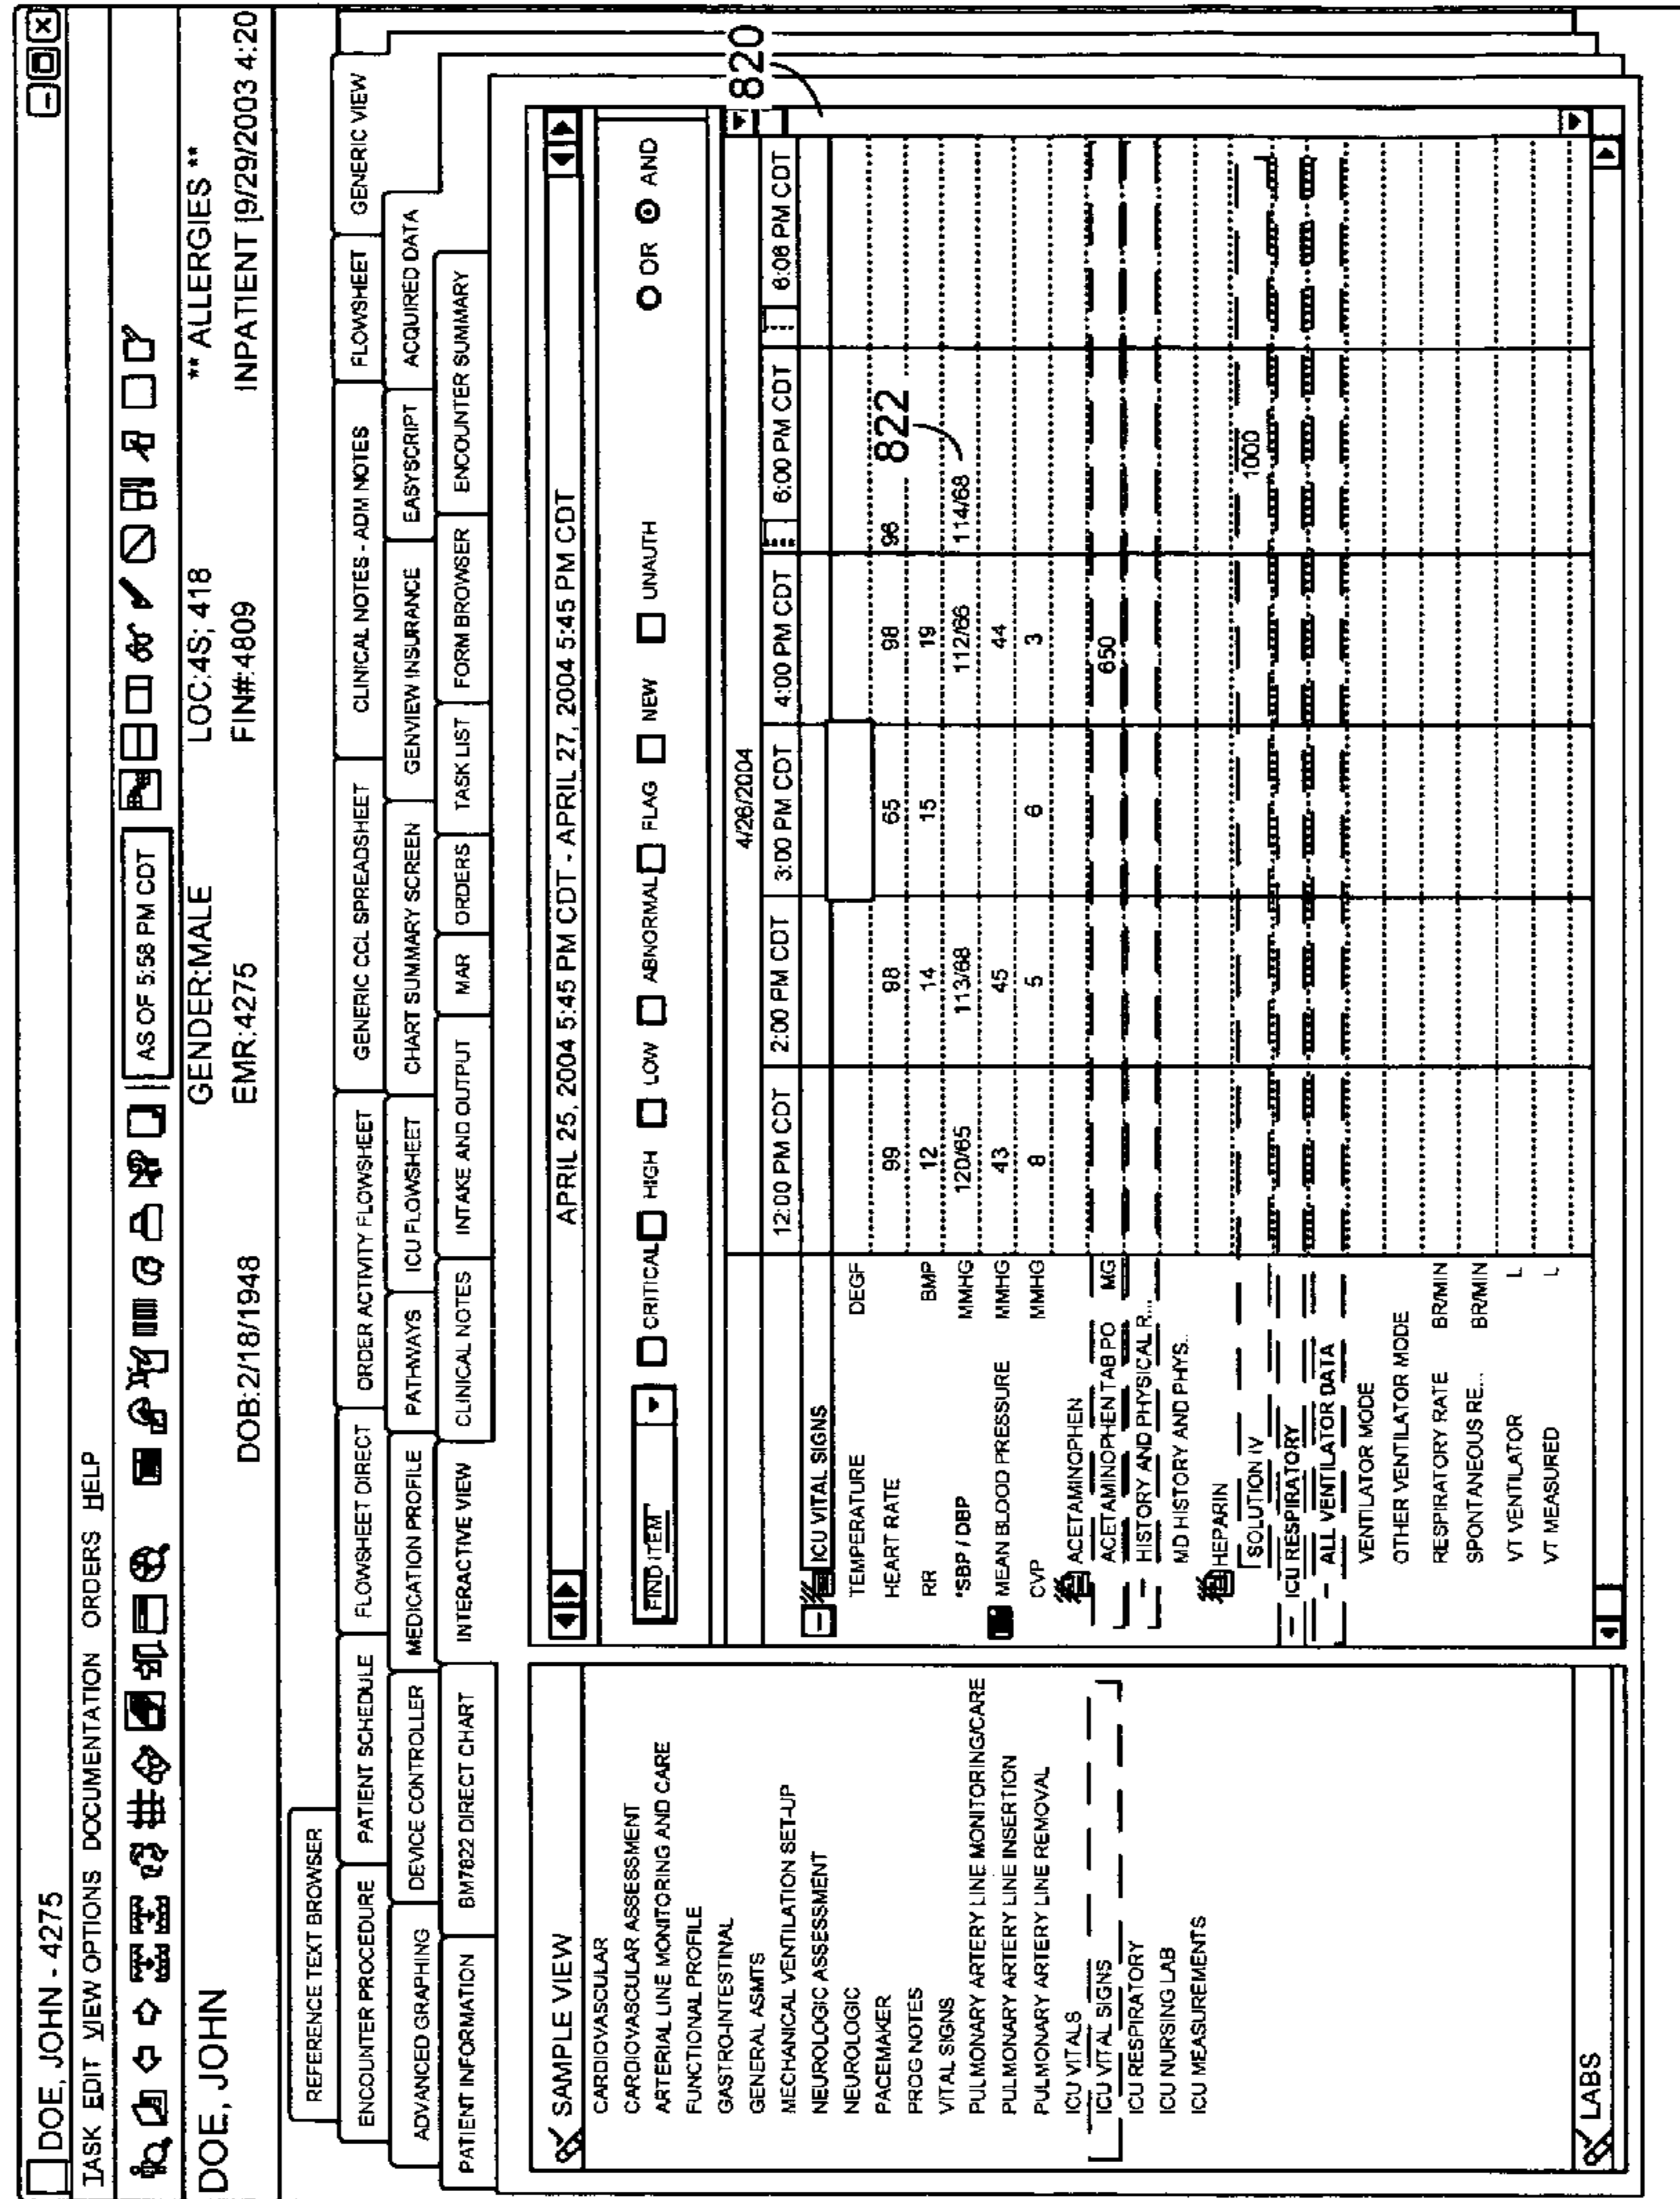 DOE, JOHN - 4275
TASK EDIT VIEW OPTIONS DOCUMENTATION ORDERS HELP
AS OF 5:58 PM CDT
DOE, JOHN GENDER:MALE LOC:4S; 418 ** ALLERGIES **
DOB:2/18/1948 EMR:4275 FIN#:4809 INPATIENT [9/29/2003 4:20
REFERENCE TEXT BROWSER
ENCOUNTER PROCEDURE PATIENT SCHEDULE FLOWSHEET DIRECT ORDER ACTIVITY FLOWSHEET GENERIC CCL SPREADSHEET CLINICAL NOTES - ADM NOTES FLOWSHEET GENERIC VIEW
ADVANCED GRAPHING DEVICE CONTROLLER MEDICATION PROFILE PATHWAYS ICU FLOWSHEET CHART SUMMARY SCREEN GENVIEW INSURANCE EASYSCRIPT ACQUIRED DATA
PATIENT INFORMATION BM7822 DIRECT CHART INTERACTIVE VIEW CLINICAL NOTES INTAKE AND OUTPUT MAR ORDERS TASK LIST FORM BROWSER ENCOUNTER SUMMARY
SAMPLE VIEW
CARDIOVASCULAR
CARDIOVASCULAR ASSESSMENT
ARTERIAL LINE MONITORING AND CARE
FUNCTIONAL PROFILE
GASTRO-INTESTINAL
GENERAL ASMTS
MECHANICAL VENTILATION SET-UP
NEUROLOGIC ASSESSMENT
NEUROLOGIC
PACEMAKER
PROG NOTES
VITAL SIGNS
PULMONARY ARTERY LINE MONITORING/CARE
PULMONARY ARTERY LINE INSERTION
PULMONARY ARTERY LINE REMOVAL
ICU VITALS
ICU VITAL SIGNS
ICU RESPIRATORY
ICU NURSING LAB
ICU MEASUREMENTS
LABS
APRIL 25, 2004 5:45 PM CDT - APRIL 27, 2004 5:45 PM CDT
FIND ITEM CRITICAL HIGH LOW ABNORMAL FLAG NEW UNAUTH OR AND
820
4/26/2004
12:00 PM CDT 2:00 PM CDT 3:00 PM CDT 4:00 PM CDT 6:00 PM CDT 6:08 PM CDT
ICU VITAL SIGNS
TEMPERATURE DEGF
HEART RATE 99 98 65 98 96
822
RR BMP 12 14 15 19
*SBP / DBP MMHG 120/65 113/68 112/66 114/68
MEAN BLOOD PRESSURE MMHG 43 45 44
CVP MMHG 8 5 6 3
ACETAMINOPHEN
ACETAMINOPHEN TAB PO MG 650
HISTORY AND PHYSICAL R...
MD HISTORY AND PHYS..
HEPARIN
SOLUTION IV 1000
ICU RESPIRATORY
ALL VENTILATOR DATA
VENTILATOR MODE
OTHER VENTILATOR MODE
RESPIRATORY RATE BR/MIN
SPONTANEOUS RE... BR/MIN
VT VENTILATOR L
VT MEASURED L